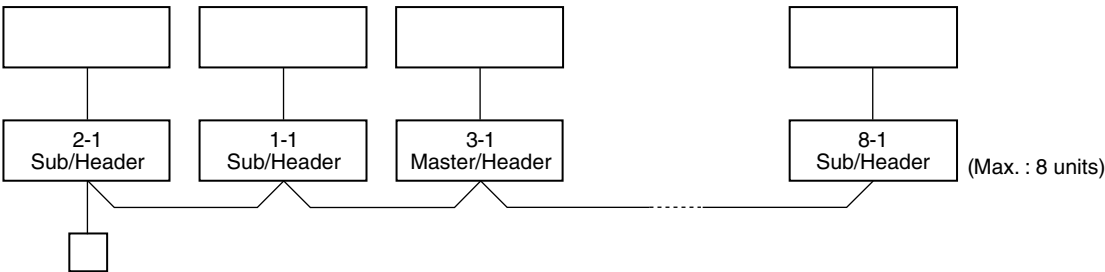 2-1
Sub/Header
1-1
Sub/Header
3-1
Master/Header
8-1
Sub/Header
(Max. : 8 units)